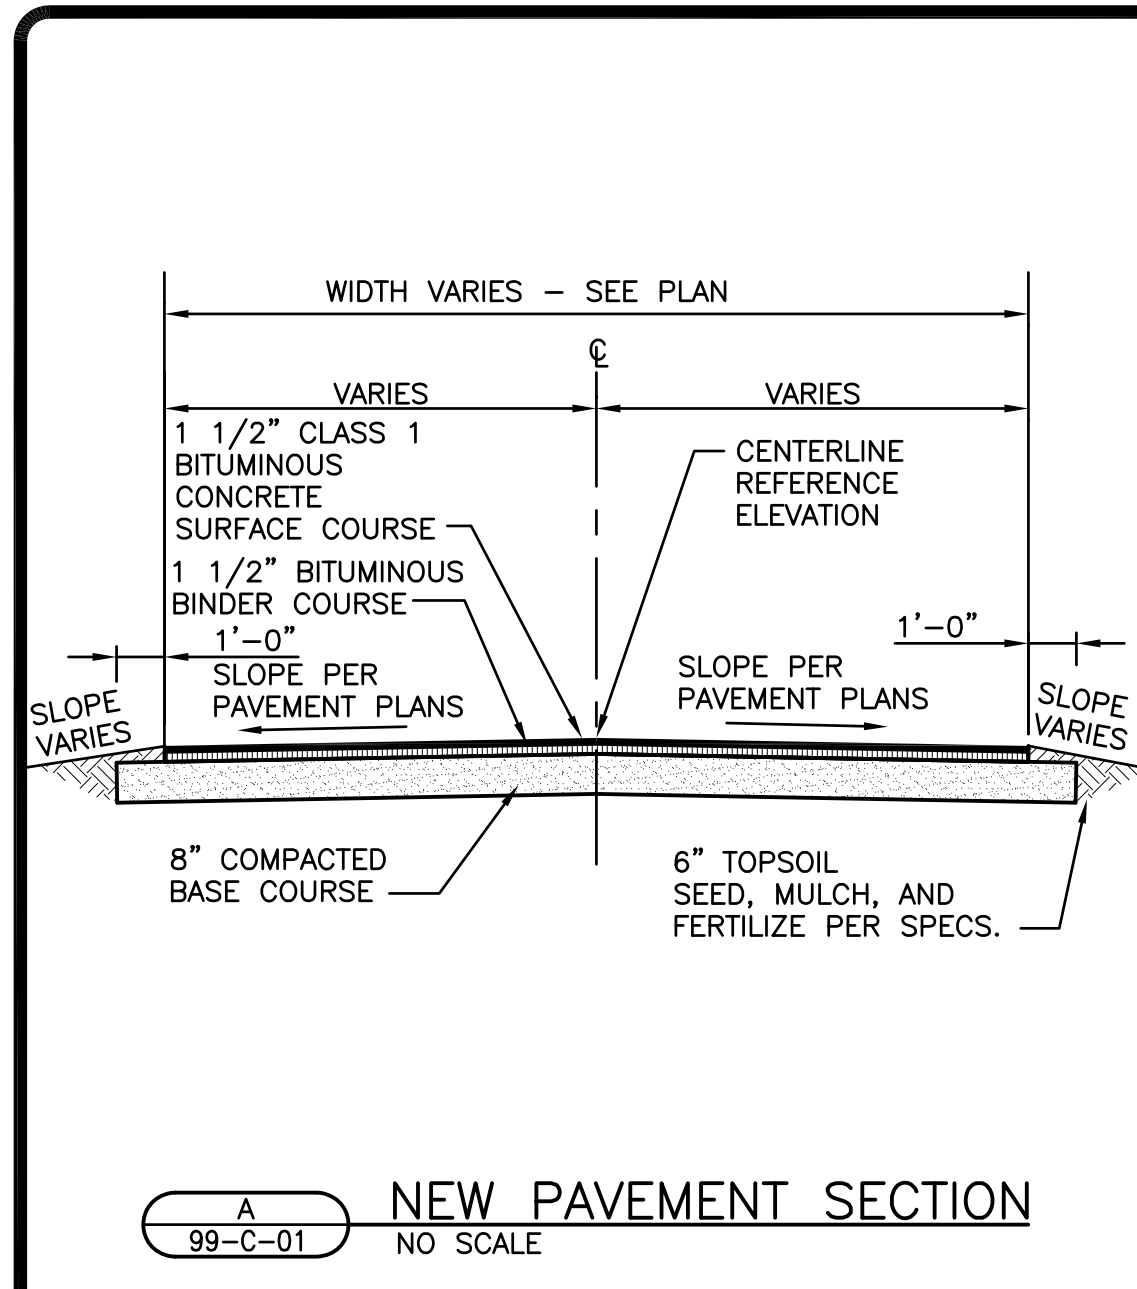 WIDTH VARIES - SEE PLAN
℄
VARIES
VARIES
1 1/2" CLASS 1
BITUMINOUS
CONCRETE
SURFACE COURSE
CENTERLINE
REFERENCE
ELEVATION
1 1/2" BITUMINOUS
BINDER COURSE
1'-0"
1'-0"
SLOPE PER
PAVEMENT PLANS
SLOPE PER
PAVEMENT PLANS
SLOPE
VARIES
SLOPE
VARIES
8" COMPACTED
BASE COURSE
6" TOPSOIL
SEED, MULCH, AND
FERTILIZE PER SPECS.
A
99-C-01
NEW PAVEMENT SECTION
NO SCALE